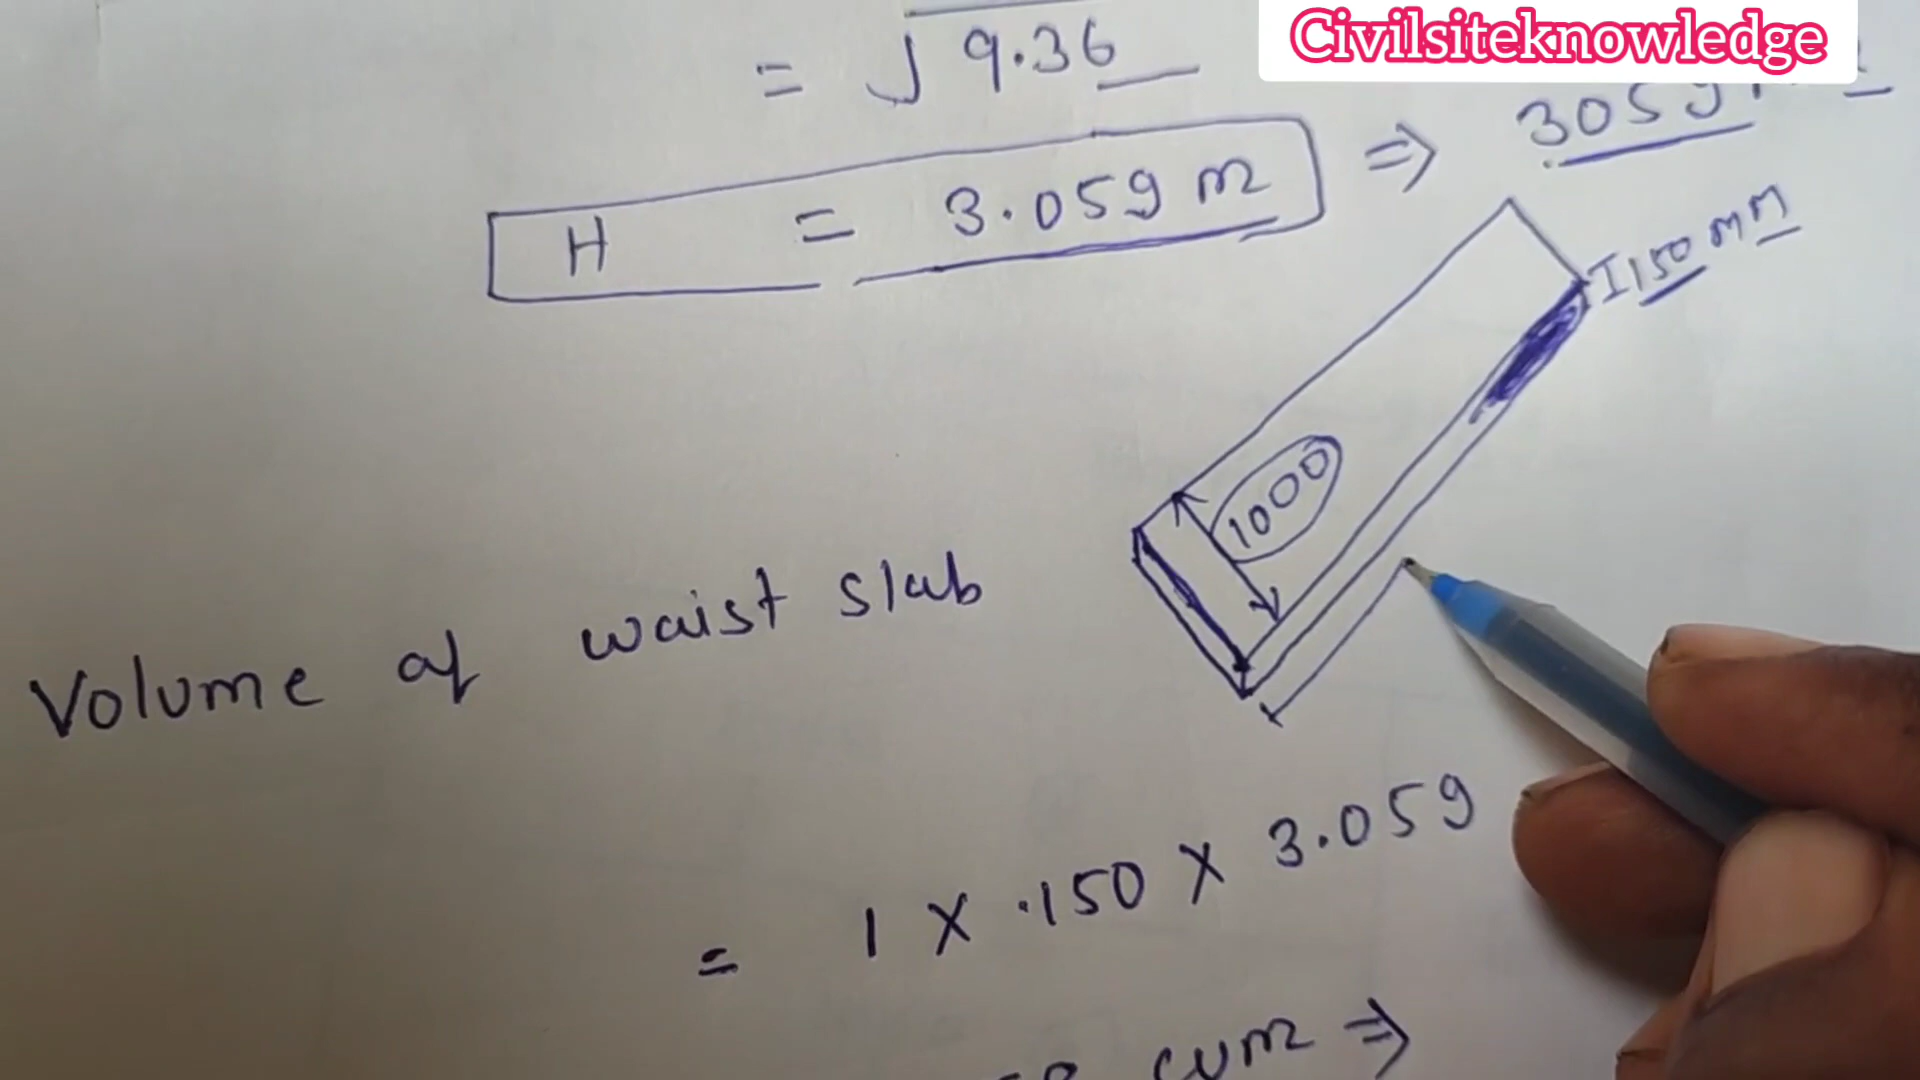 Civilsiteknowledge
= √9.36
H = 3.059 m ⇒ 3059
150 MM
1000
Volume of waist slab
= 1 X .150 X 3.059
cum ⇒